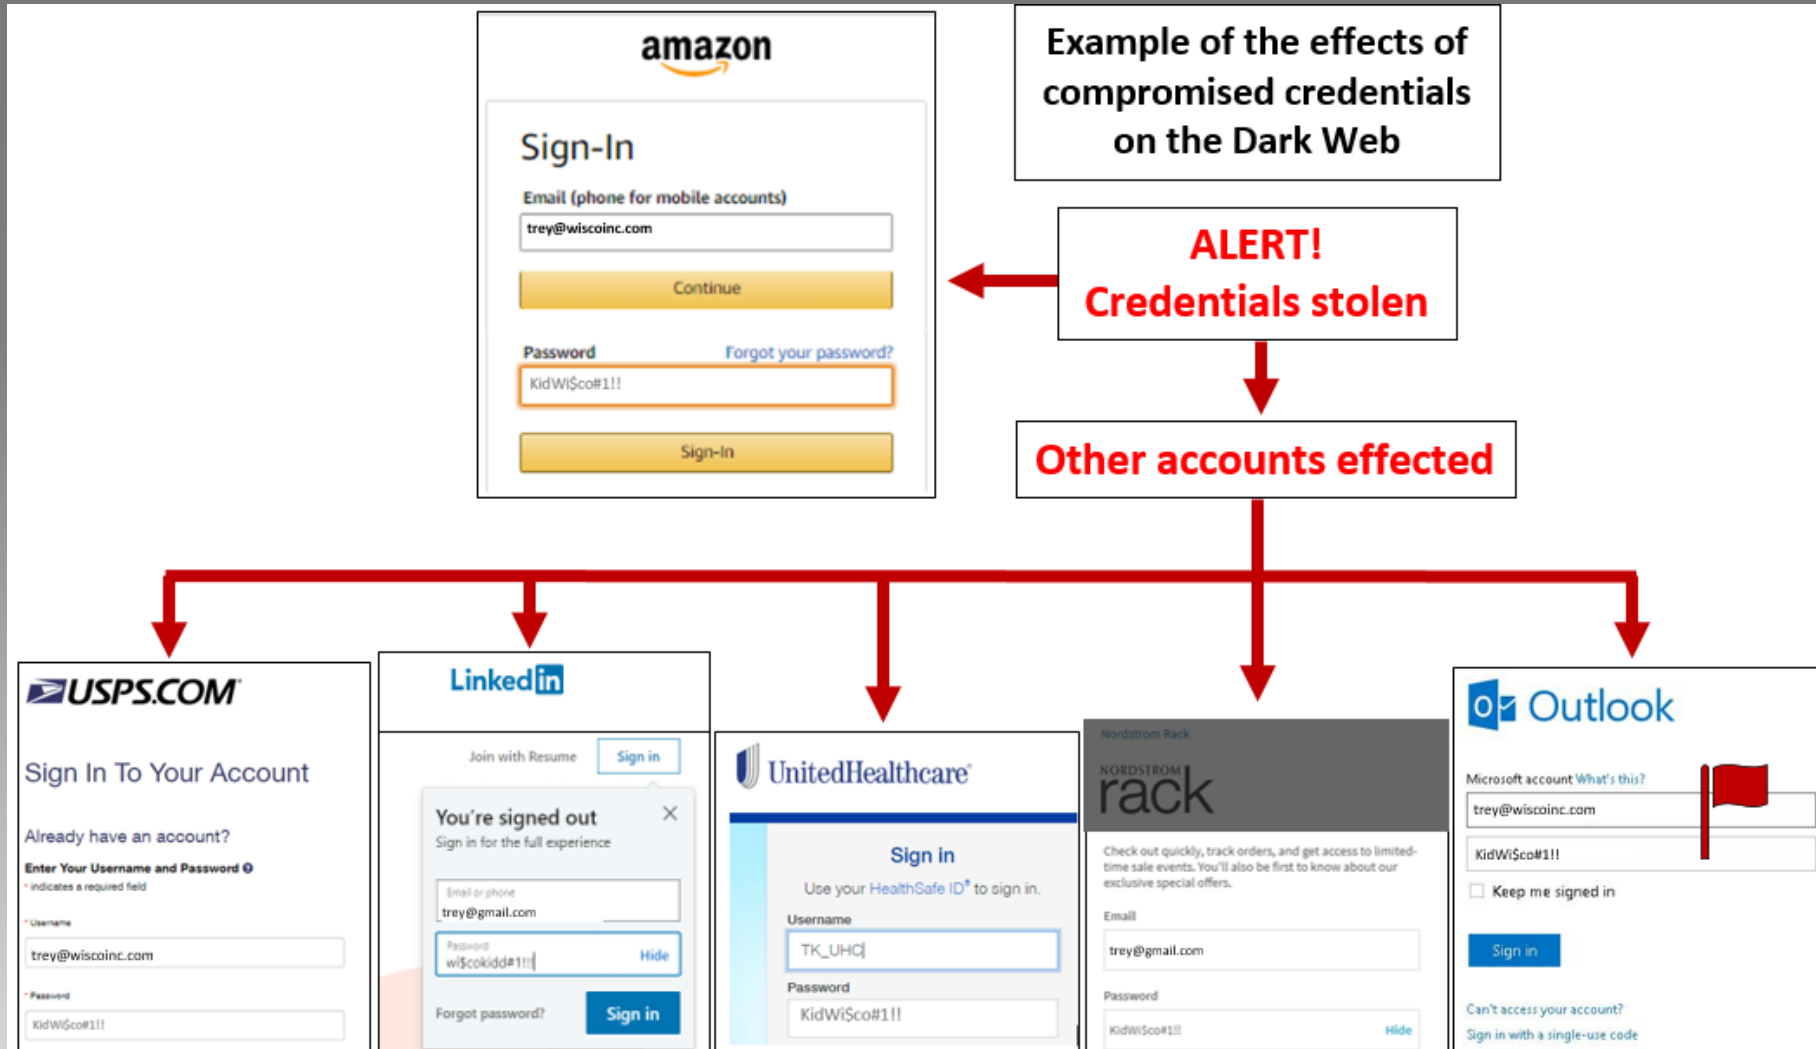 amazon
Sign-In
Email (phone for mobile accounts)
trey@wiscoinc.com
Continue
Password Forgot your password?
KidWi$co#1!!
Sign-In
Example of the effects of
compromised credentials
on the Dark Web
ALERT!
Credentials stolen
Other accounts effected
USPS.COM
Sign In To Your Account
Already have an account?
Enter Your Username and Password
* indicates a required field
* Username
trey@wiscoinc.com
* Password
KidWi$co#1!!
Linked in
Join with Resume Sign in
You're signed out
Sign in for the full experience
Email or phone
trey@gmail.com
Password
wi$cokidd#1!!! Hide
Forgot password? Sign in
UnitedHealthcare®
Sign in
Use your HealthSafe ID® to sign in.
Username
TK_UHC
Password
KidWi$co#1!!
Nordstrom Rack
NORDSTROM
rack
Check out quickly, track orders, and get access to limited-
time sale events. You'll also be first to know about our
exclusive special offers.
Email
trey@gmail.com
Password
KidWi$co#1!! Hide
Outlook
Microsoft account What's this?
trey@wiscoinc.com
KidWi$co#1!!
Keep me signed in
Sign in
Can't access your account?
Sign in with a single-use code